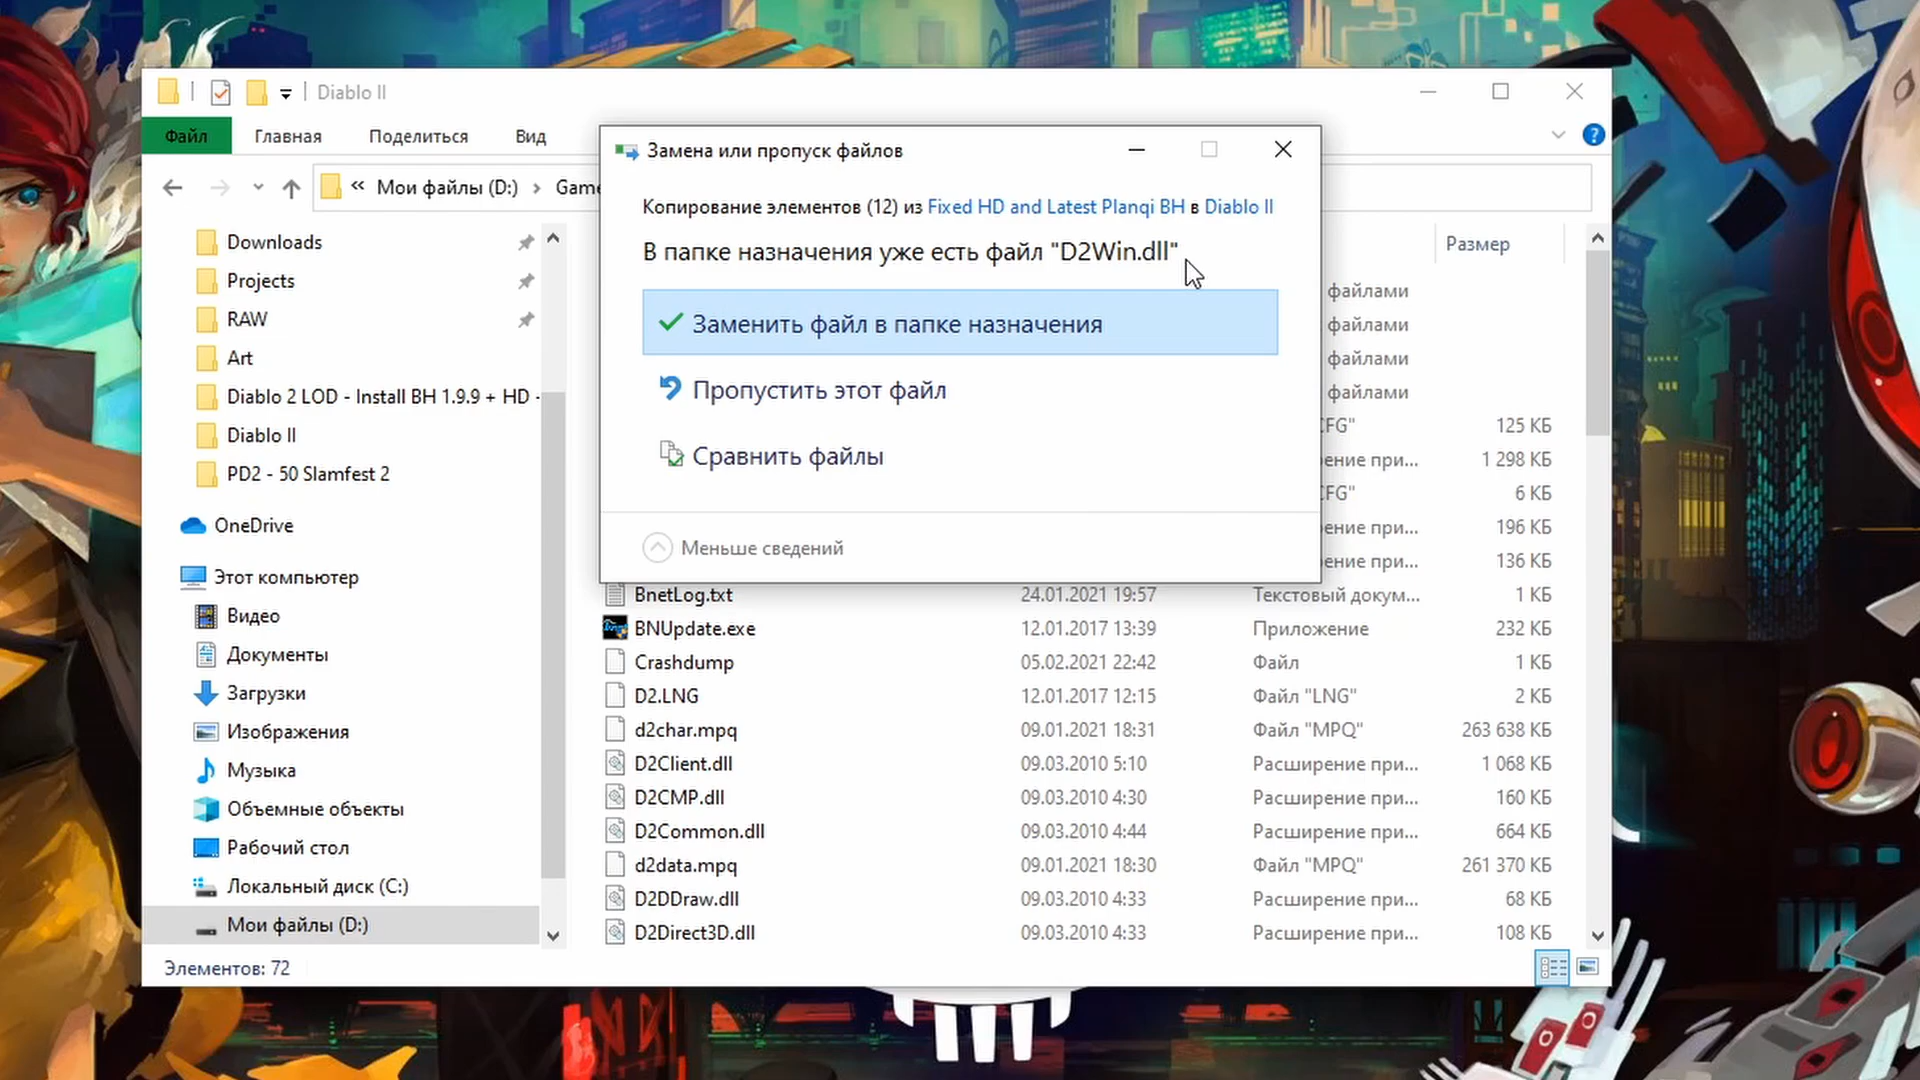 Diablo II
Файл Главная Поделиться Вид
« Мои файлы (D:) › Game
Замена или пропуск файлов
Копирование элементов (12) из Fixed HD and Latest Planqi BH в Diablo II
В папке назначения уже есть файл "D2Win.dll"
Заменить файл в папке назначения
Пропустить этот файл
Сравнить файлы
Меньше сведений
Downloads
Projects
RAW
Art
Diablo 2 LOD - Install BH 1.9.9 + HD -
Diablo II
PD2 - 50 Slamfest 2
OneDrive
Этот компьютер
Видео
Документы
Загрузки
Изображения
Музыка
Объемные объекты
Рабочий стол
Локальный диск (C:)
Мои файлы (D:)
Размер
файлами
файлами
файлами
файлами
CFG" 125 КБ
ение при... 1 298 КБ
CFG" 6 КБ
ение при... 196 КБ
ение при... 136 КБ
BnetLog.txt 24.01.2021 19:57 Текстовый докум... 1 КБ
BNUpdate.exe 12.01.2017 13:39 Приложение 232 КБ
Crashdump 05.02.2021 22:42 Файл 1 КБ
D2.LNG 12.01.2017 12:15 Файл "LNG" 2 КБ
d2char.mpq 09.01.2021 18:31 Файл "MPQ" 263 638 КБ
D2Client.dll 09.03.2010 5:10 Расширение при... 1 068 КБ
D2CMP.dll 09.03.2010 4:30 Расширение при... 160 КБ
D2Common.dll 09.03.2010 4:44 Расширение при... 664 КБ
d2data.mpq 09.01.2021 18:30 Файл "MPQ" 261 370 КБ
D2DDraw.dll 09.03.2010 4:33 Расширение при... 68 КБ
D2Direct3D.dll 09.03.2010 4:33 Расширение при... 108 КБ
Элементов: 72